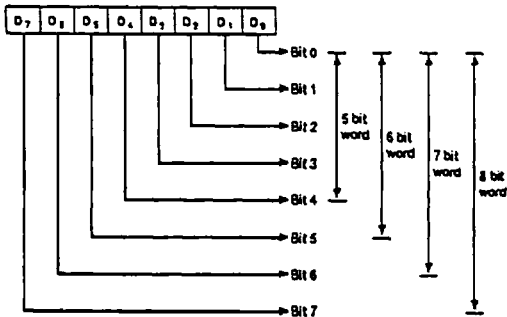 D7 D6 D5 D4 D3 D2 D1 D0
Bit 0
Bit 1
Bit 2
Bit 3
Bit 4
Bit 5
Bit 6
Bit 7
5 bit
word
6 bit
word
7 bit
word
8 bit
word